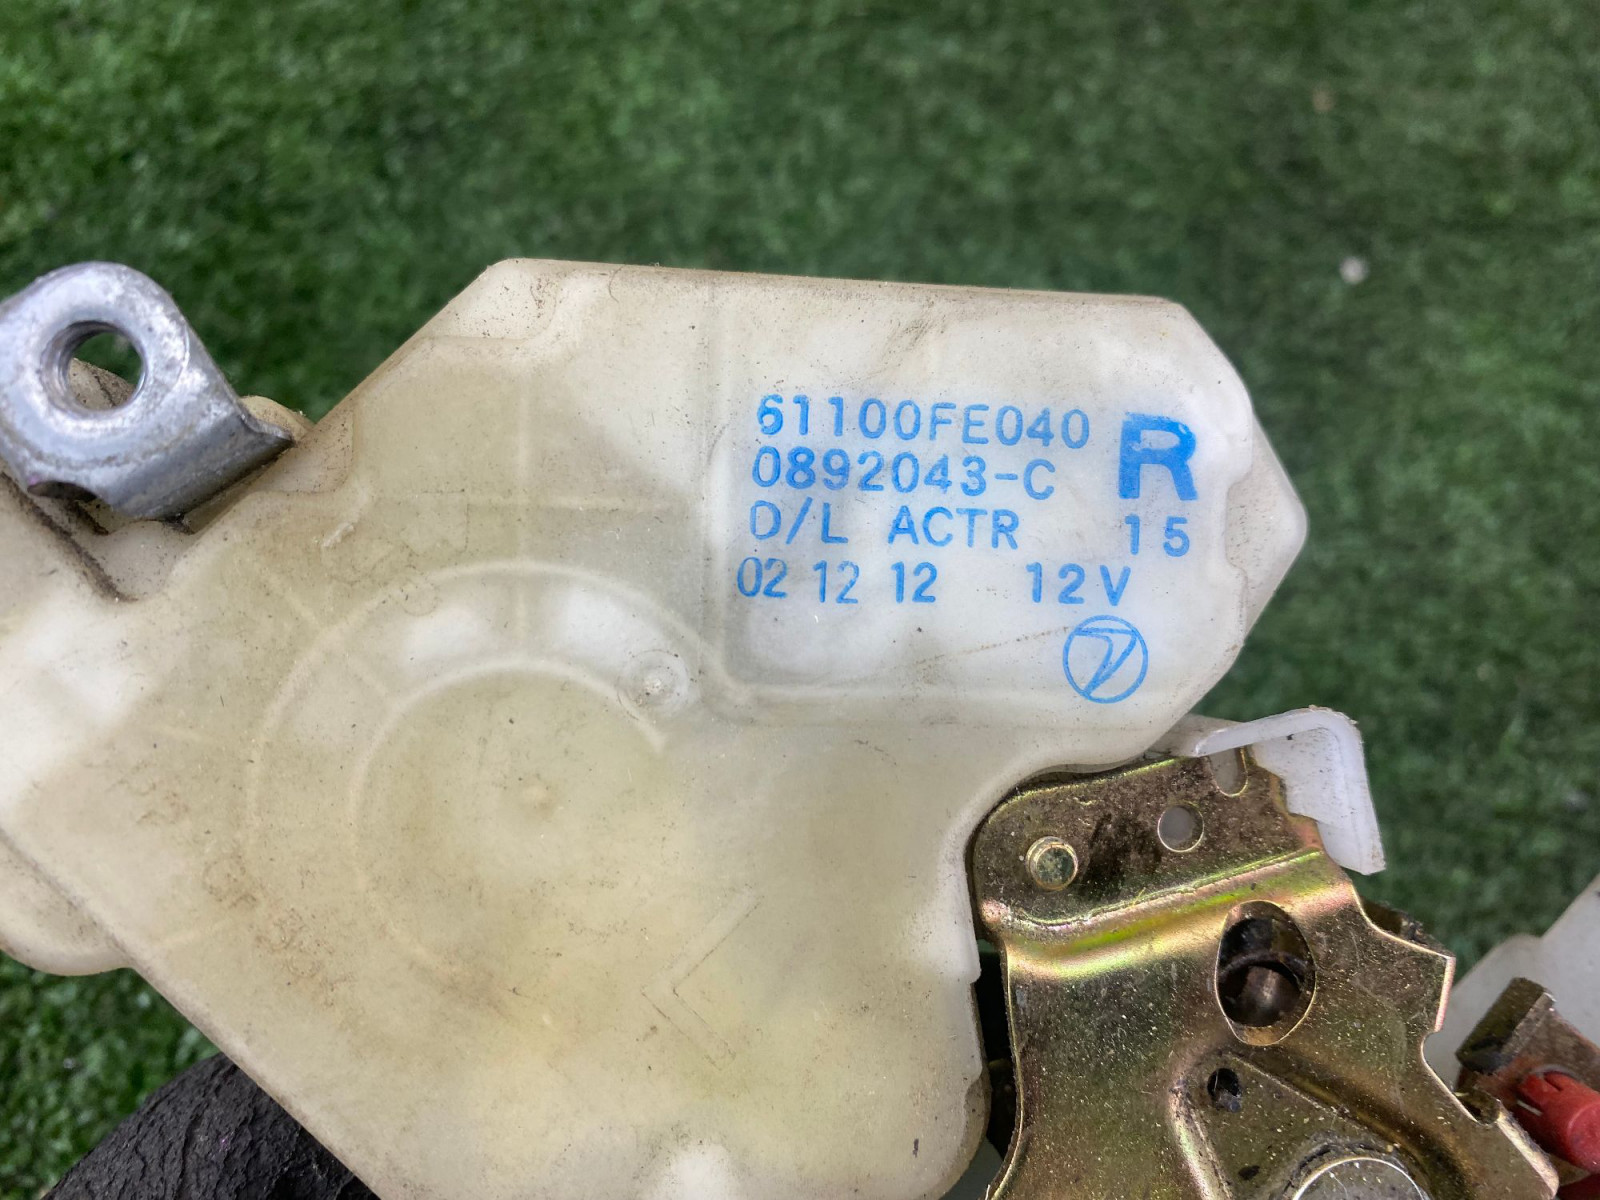 61100FE040
R
0892043-C
D/L ACTR 15
02 12 12 12V